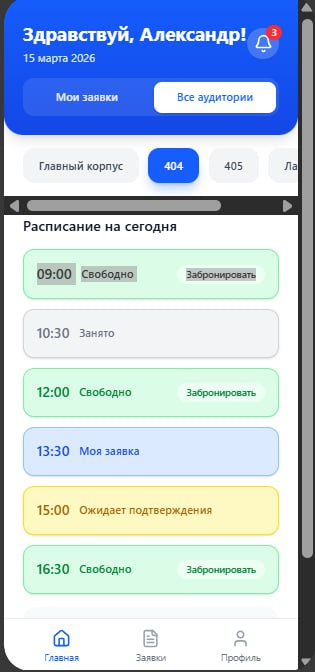 Здравствуй, Александр!
3
15 марта 2026
Мои заявки Все аудитории
Главный корпус 404 405 Ла
Расписание на сегодня
09:00 Свободно Забронировать
10:30 Занято
12:00 Свободно Забронировать
13:30 Моя заявка
15:00 Ожидает подтверждения
16:30 Свободно Забронировать
Главная Заявки Профиль